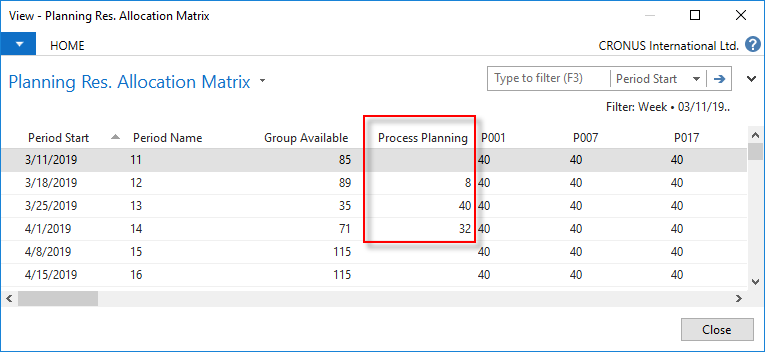 View - Planning Res. Allocation Matrix
HOME
CRONUS International Ltd.
Planning Res. Allocation Matrix
Type to filter (F3)
Period Start
Filter: Week • 03/11/19..
Period Start Period Name Group Available Process Planning P001 P007 P017
3/11/2019 11 85 40 40 40
3/18/2019 12 89 8 40 40 40
3/25/2019 13 35 40 40 40 40
4/1/2019 14 71 32 40 40 40
4/8/2019 15 115 40 40 40
4/15/2019 16 115 40 40 40
Close